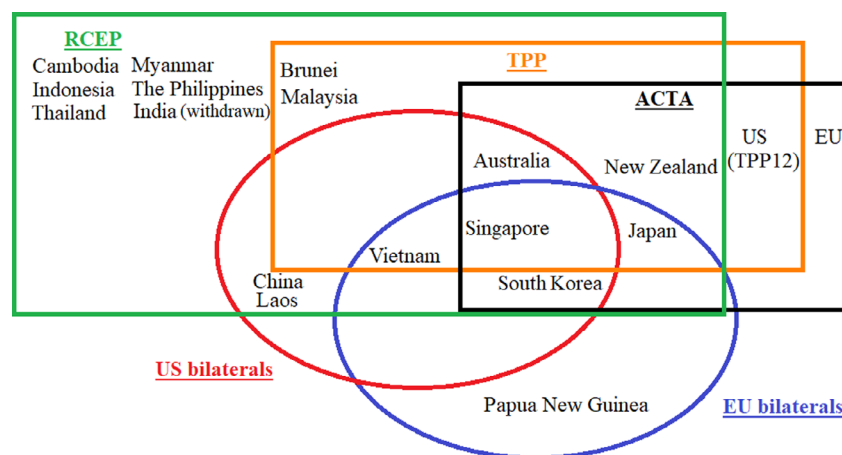 RCEP
Cambodia Myanmar
Indonesia The Philippines
Thailand India (withdrawn)
TPP
Brunei
Malaysia
ACTA
US
(TPP12)
EU
Australia
New Zealand
Singapore
Japan
Vietnam
China
Laos
South Korea
US bilaterals
Papua New Guinea
EU bilaterals